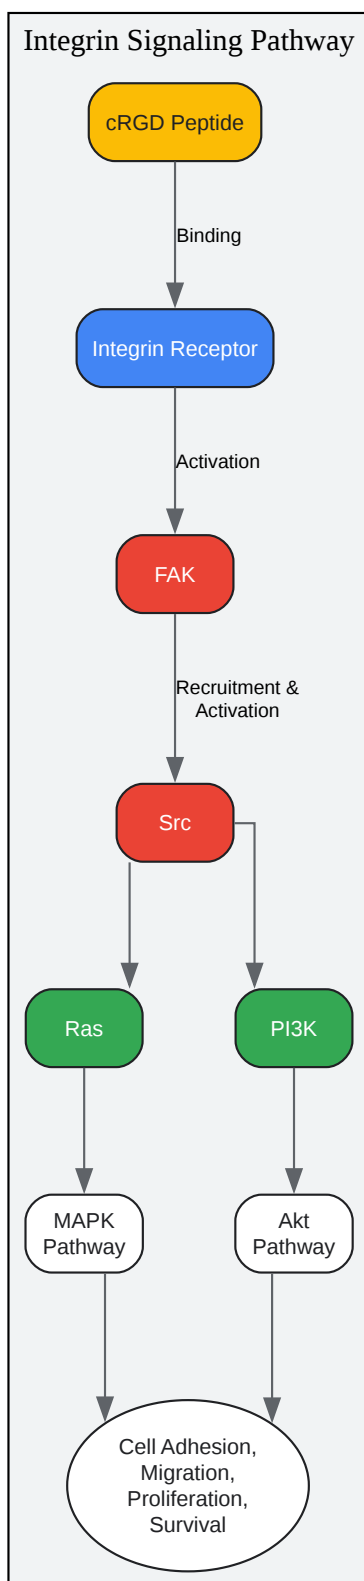 Integrin Signaling Pathway
cRGD Peptide
Binding
Integrin Receptor
Activation
FAK
Recruitment &
Activation
Src
Ras
PI3K
MAPK
Pathway
Akt
Pathway
Cell Adhesion,
Migration,
Proliferation,
Survival